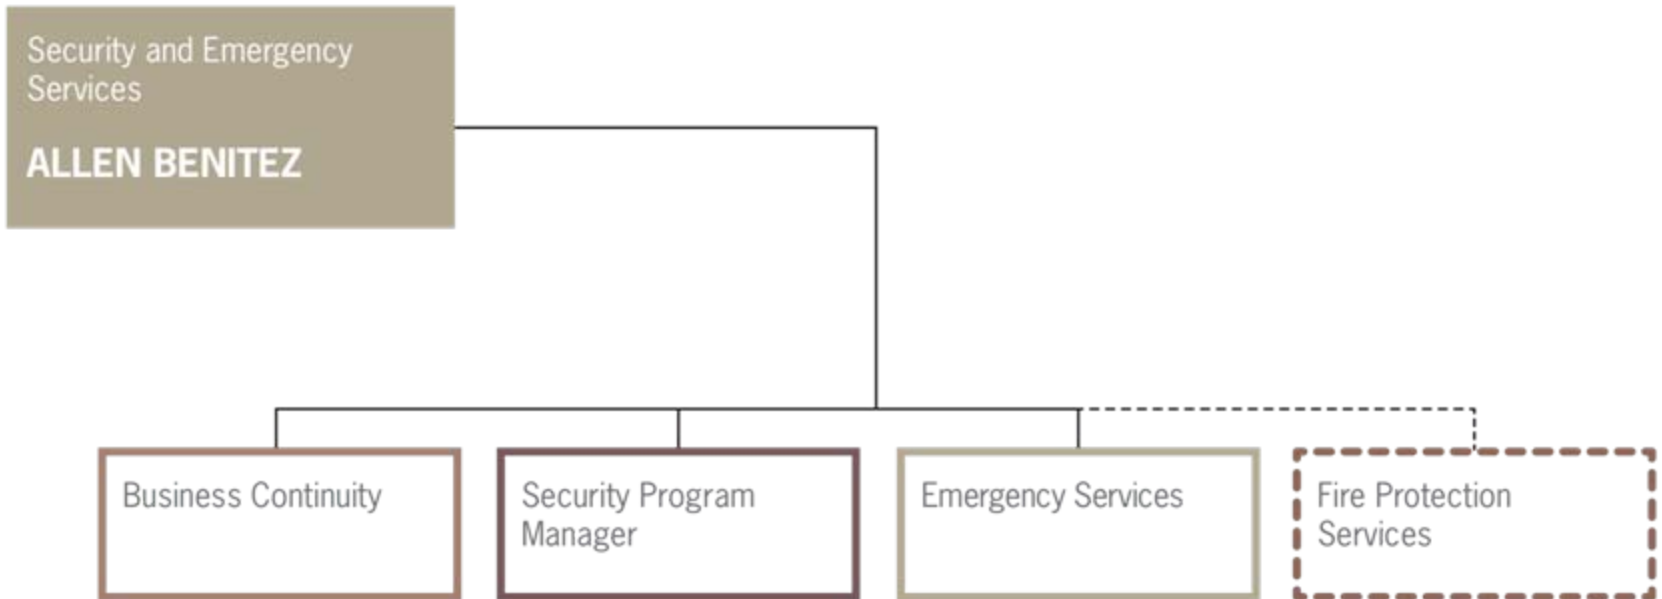 Security and Emergency
Services
ALLEN BENITEZ
Business Continuity
Security Program
Manager
Emergency Services
Fire Protection
Services